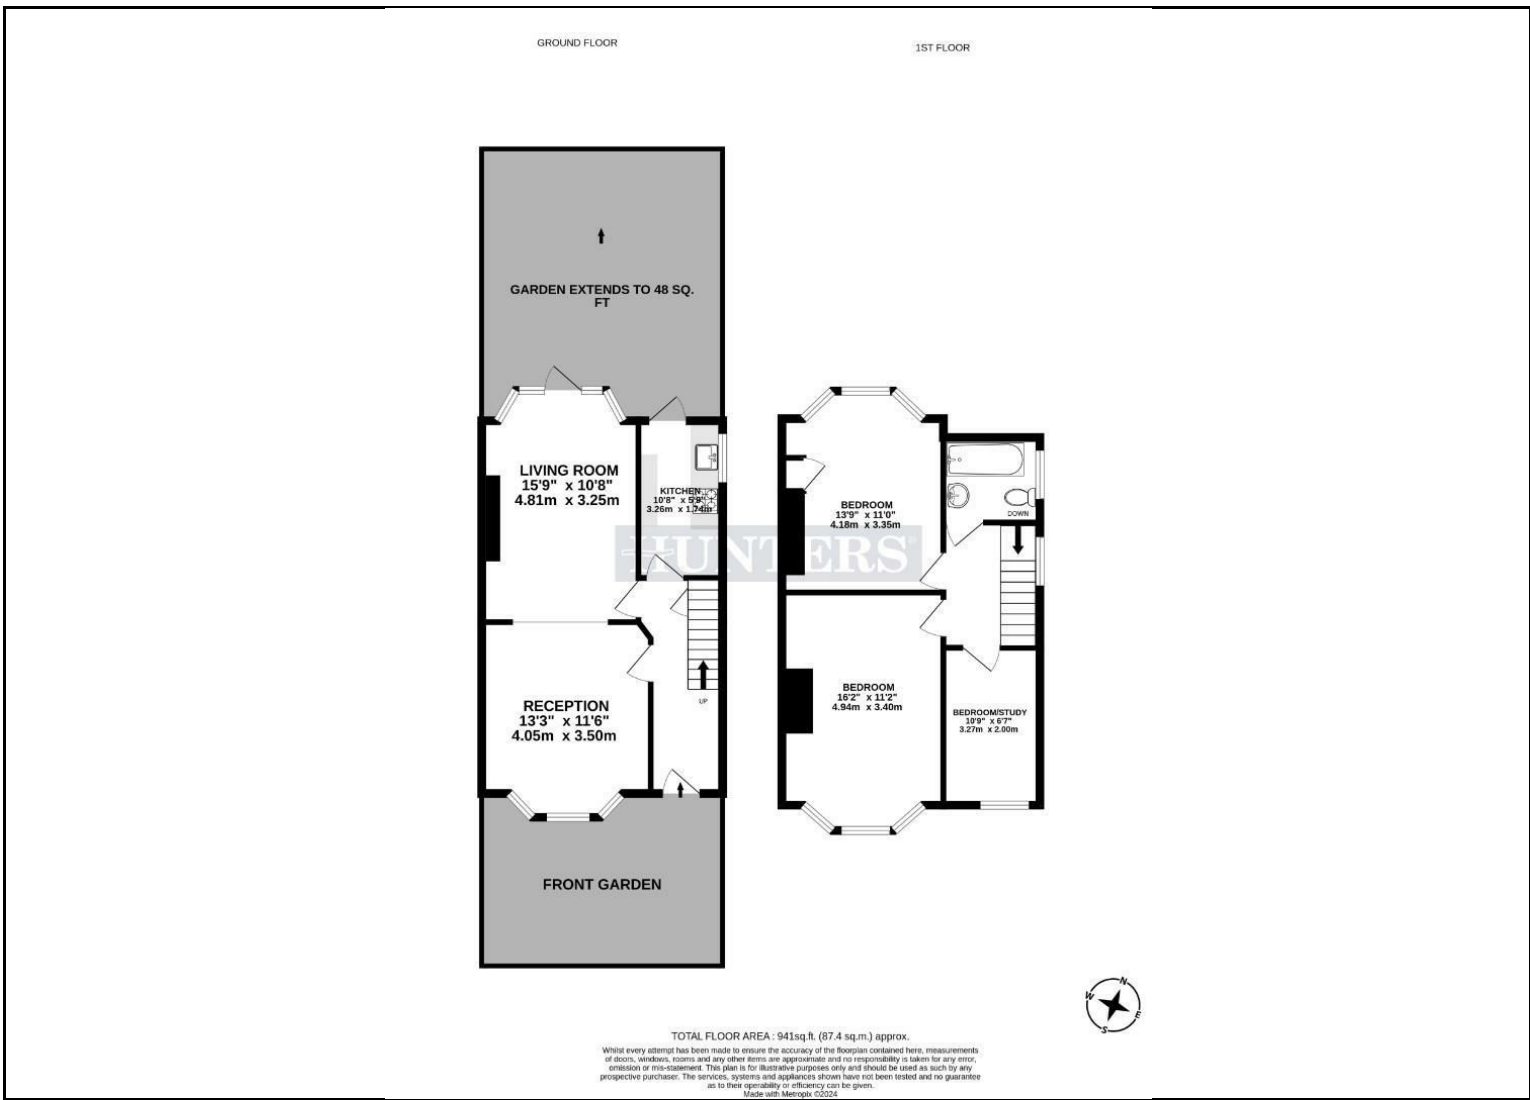 GROUND FLOOR
1ST FLOOR
GARDEN EXTENDS TO 48 SQ.
FT
LIVING ROOM
15'9" x 10'8"
4.81m x 3.25m
KITCHEN
10'8" x 5'9"
3.26m x 1.74m
HUNTERS
RECEPTION
13'3" x 11'6"
4.05m x 3.50m
UP
FRONT GARDEN
BEDROOM
13'9" x 11'0"
4.18m x 3.35m
DOWN
BEDROOM
16'2" x 11'2"
4.94m x 3.40m
BEDROOM/STUDY
10'9" x 6'7"
3.27m x 2.00m
N
W
E
S
TOTAL FLOOR AREA : 941sq.ft. (87.4 sq.m.) approx.
Whilst every attempt has been made to ensure the accuracy of the floorplan contained here, measurements
of doors, windows, rooms and any other items are approximate and no responsibility is taken for any error,
omission or mis-statement. This plan is for illustrative purposes only and should be used as such by any
prospective purchaser. The services, systems and appliances shown have not been tested and no guarantee
as to their operability or efficiency can be given.
Made with Metropix ©2024